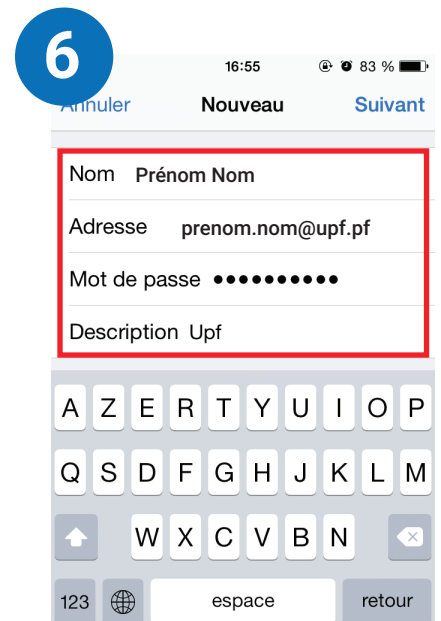 6
16:55 83 %
Annuler Nouveau Suivant
Nom Prénom Nom
Adresse prenom.nom@upf.pf
Mot de passe ••••••••••
Description Upf
A Z E R T Y U I O P
Q S D F G H J K L M
W X C V B N
123 espace retour